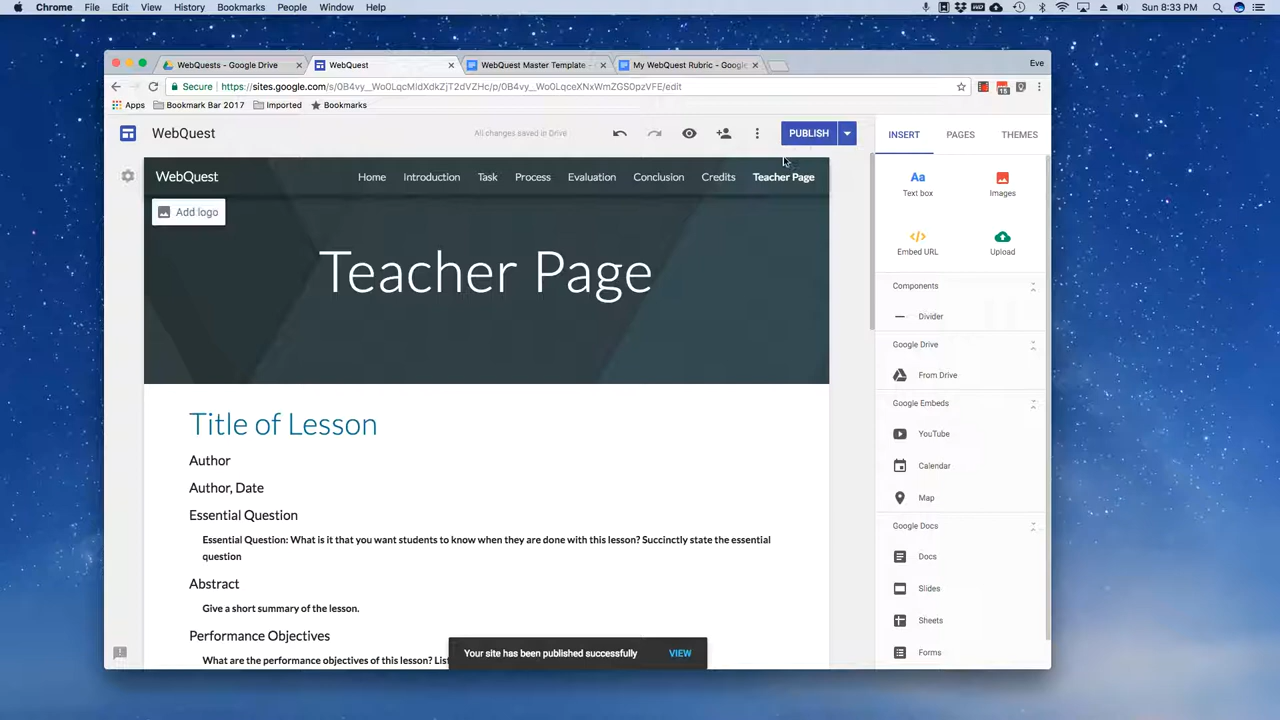 Chrome File Edit View History Bookmarks People Window Help Sun 8:33 PM
WebQuests - Google Drive WebQuest WebQuest Master Template - My WebQuest Rubric - Google Eve
Secure https://sites.google.com/s/
Apps Bookmark Bar 2017 Imported Bookmarks
WebQuest All changes saved in Drive PUBLISH INSERT PAGES THEMES
WebQuest Home Introduction Task Process Evaluation Conclusion Credits Teacher Page
Add logo
Teacher Page
Title of Lesson
Author
Author, Date
Essential Question
Essential Question: What is it that you want students to know when they are done with this lesson? Succinctly state the essential
question
Abstract
Give a short summary of the lesson.
Performance Objectives
What are the performance objectives of this lesson?
Your site has been published successfully VIEW
Aa
Text box Images
Embed URL Upload
Components
Divider
Google Drive
From Drive
Google Embeds
YouTube
Calendar
Map
Google Docs
Docs
Slides
Sheets
Forms